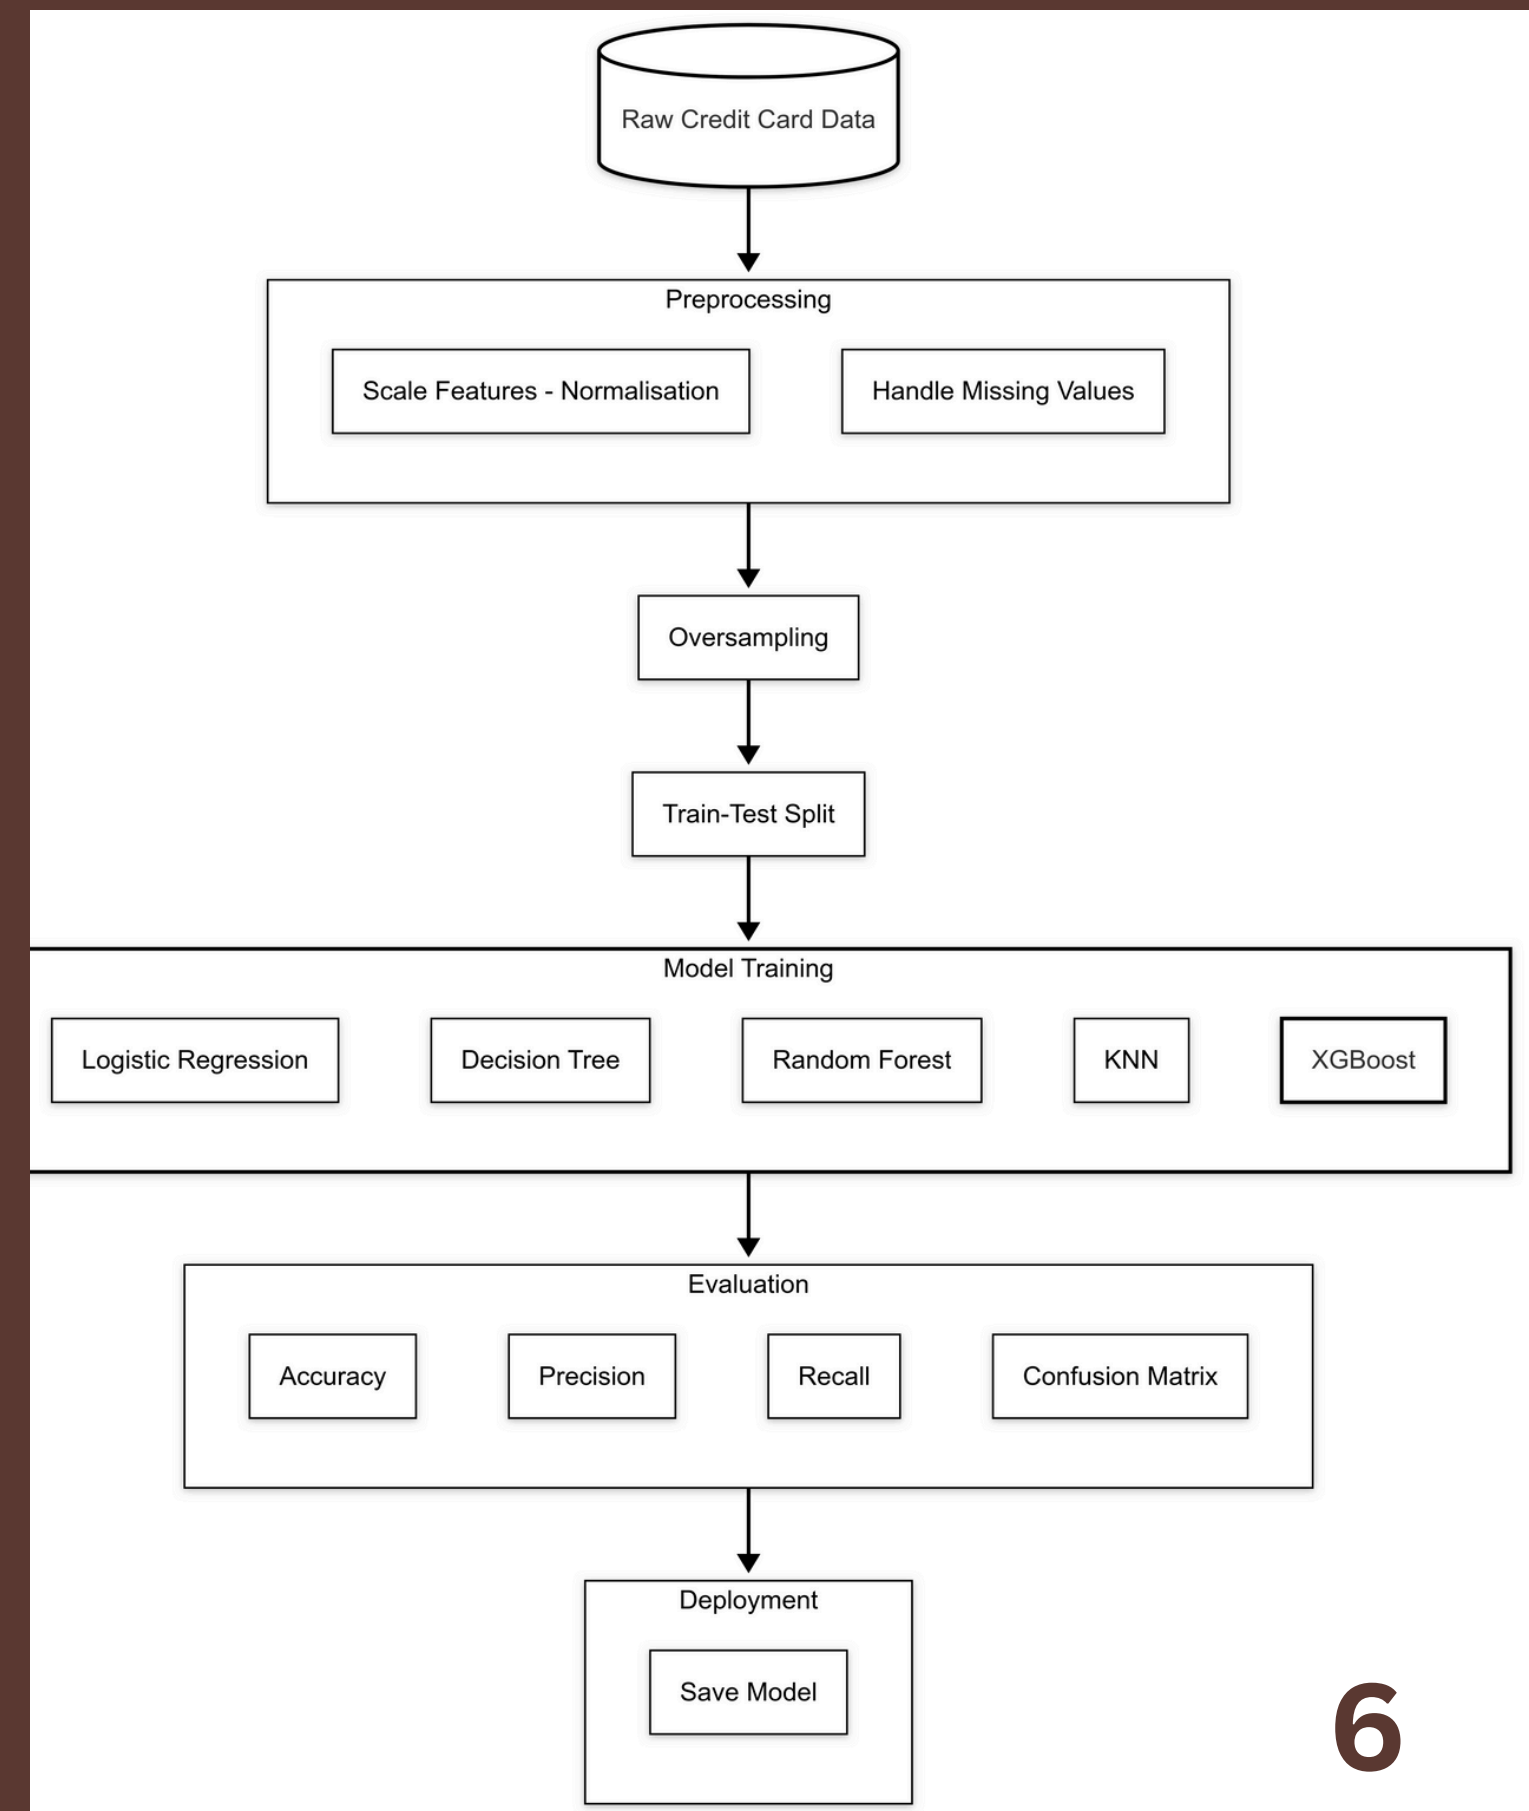 Raw Credit Card Data
Preprocessing
Scale Features - Normalisation
Handle Missing Values
Oversampling
Train-Test Split
Model Training
Logistic Regression
Decision Tree
Random Forest
KNN
XGBoost
Evaluation
Accuracy
Precision
Recall
Confusion Matrix
Deployment
Save Model
6